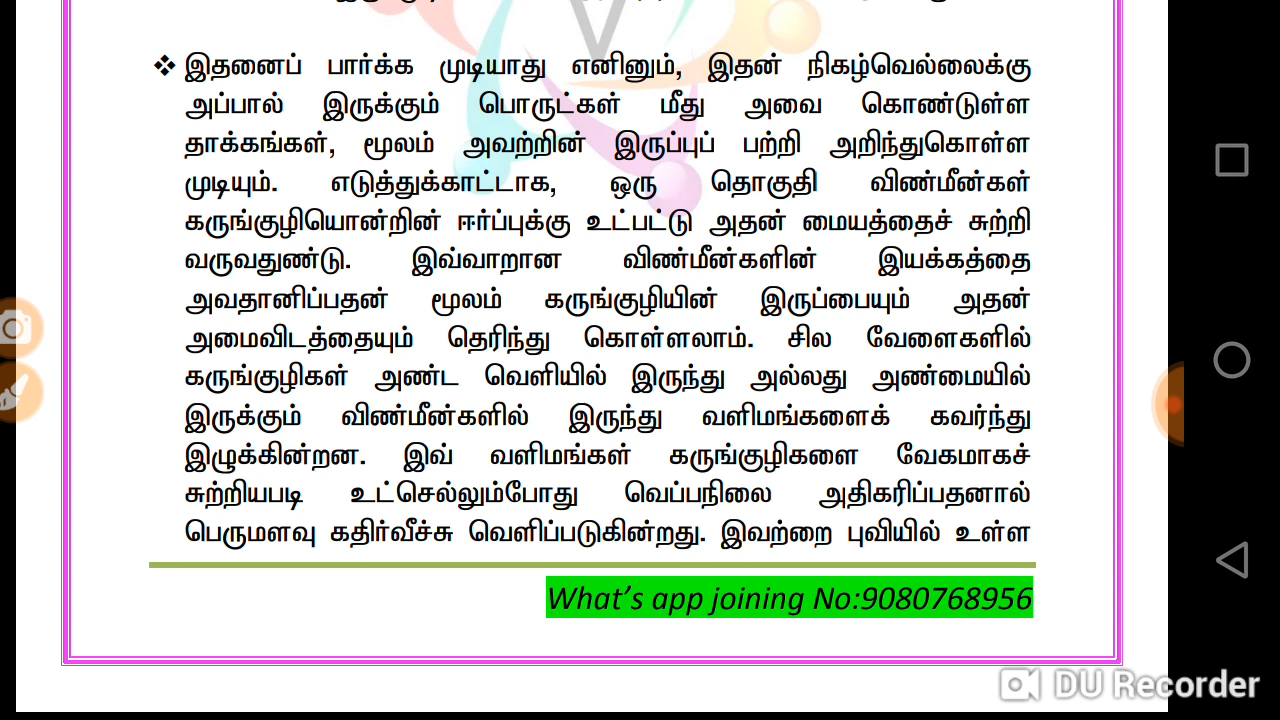 ❖ இதனைப் பார்க்க முடியாது எனினும், இதன் நிகழ்வெல்லைக்கு
அப்பால் இருக்கும் பொருட்கள் மீது அவை கொண்டுள்ள
தாக்கங்கள், மூலம் அவற்றின் இருப்புப் பற்றி அறிந்துகொள்ள
முடியும். எடுத்துக்காட்டாக, ஒரு தொகுதி விண்மீன்கள்
கருங்குழியொன்றின் ஈர்ப்புக்கு உட்பட்டு அதன் மையத்தைச் சுற்றி
வருவதுண்டு. இவ்வாறான விண்மீன்களின் இயக்கத்தை
அவதானிப்பதன் மூலம் கருங்குழியின் இருப்பையும் அதன்
அமைவிடத்தையும் தெரிந்து கொள்ளலாம். சில வேளைகளில்
கருங்குழிகள் அண்ட வெளியில் இருந்து அல்லது அண்மையில்
இருக்கும் விண்மீன்களில் இருந்து வளிமங்களைக் கவர்ந்து
இழுக்கின்றன. இவ் வளிமங்கள் கருங்குழிகளை வேகமாகச்
சுற்றியபடி உட்செல்லும்போது வெப்பநிலை அதிகரிப்பதனால்
பெருமளவு கதிர்வீச்சு வெளிப்படுகின்றது. இவற்றை புவியில் உள்ள
What's app joining No:9080768956
DU Recorder